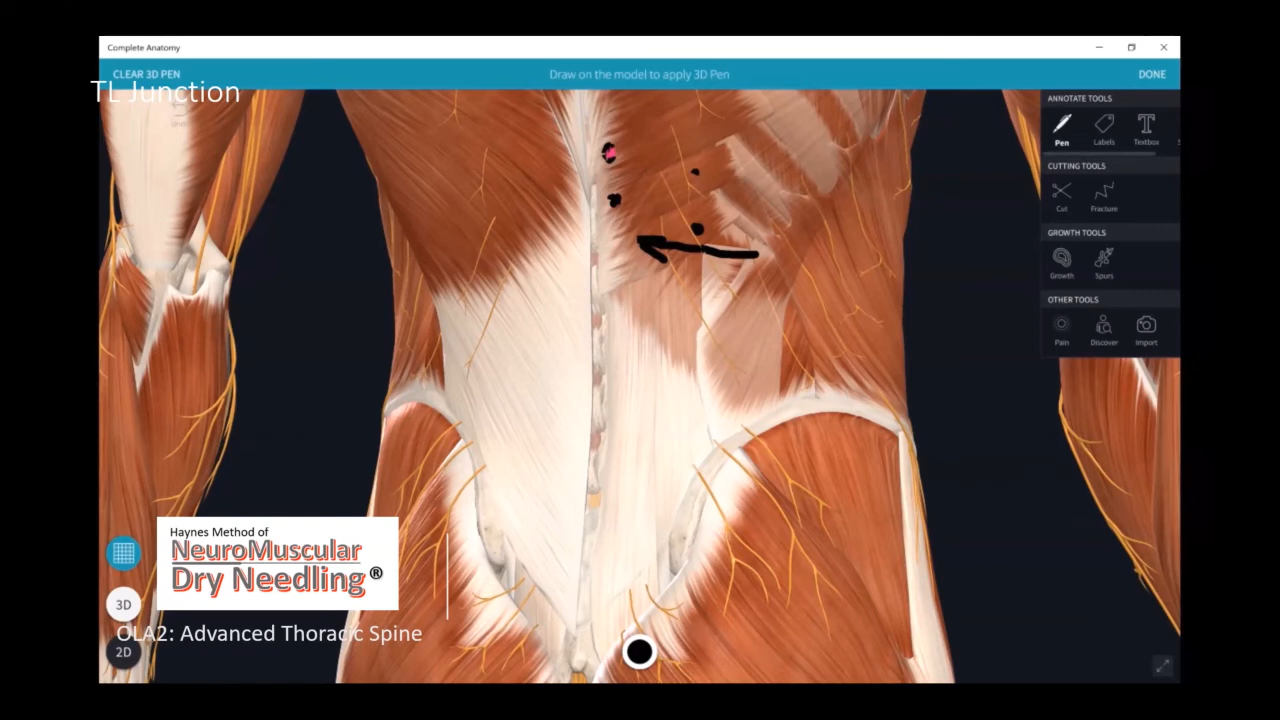 Complete Anatomy
CLEAR 3D PEN
Draw on the model to apply 3D Pen
DONE
TL Junction
Undo
ANNOTATE TOOLS
Pen
Labels
Textbox
CUTTING TOOLS
Cut
Fracture
GROWTH TOOLS
Growth
Spurs
OTHER TOOLS
Pain
Discover
Import
Haynes Method of
NeuroMuscular
Dry Needling®
3D
OLA2: Advanced Thoracic Spine
2D